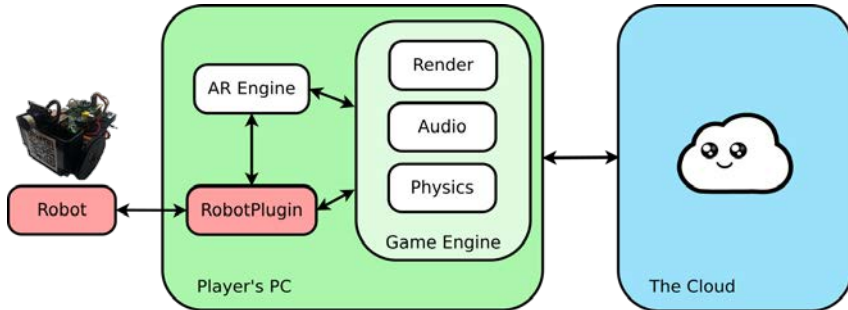 Render
AR Engine
Audio
Physics
Robot
RobotPlugin
Game Engine
Player's PC
The Cloud